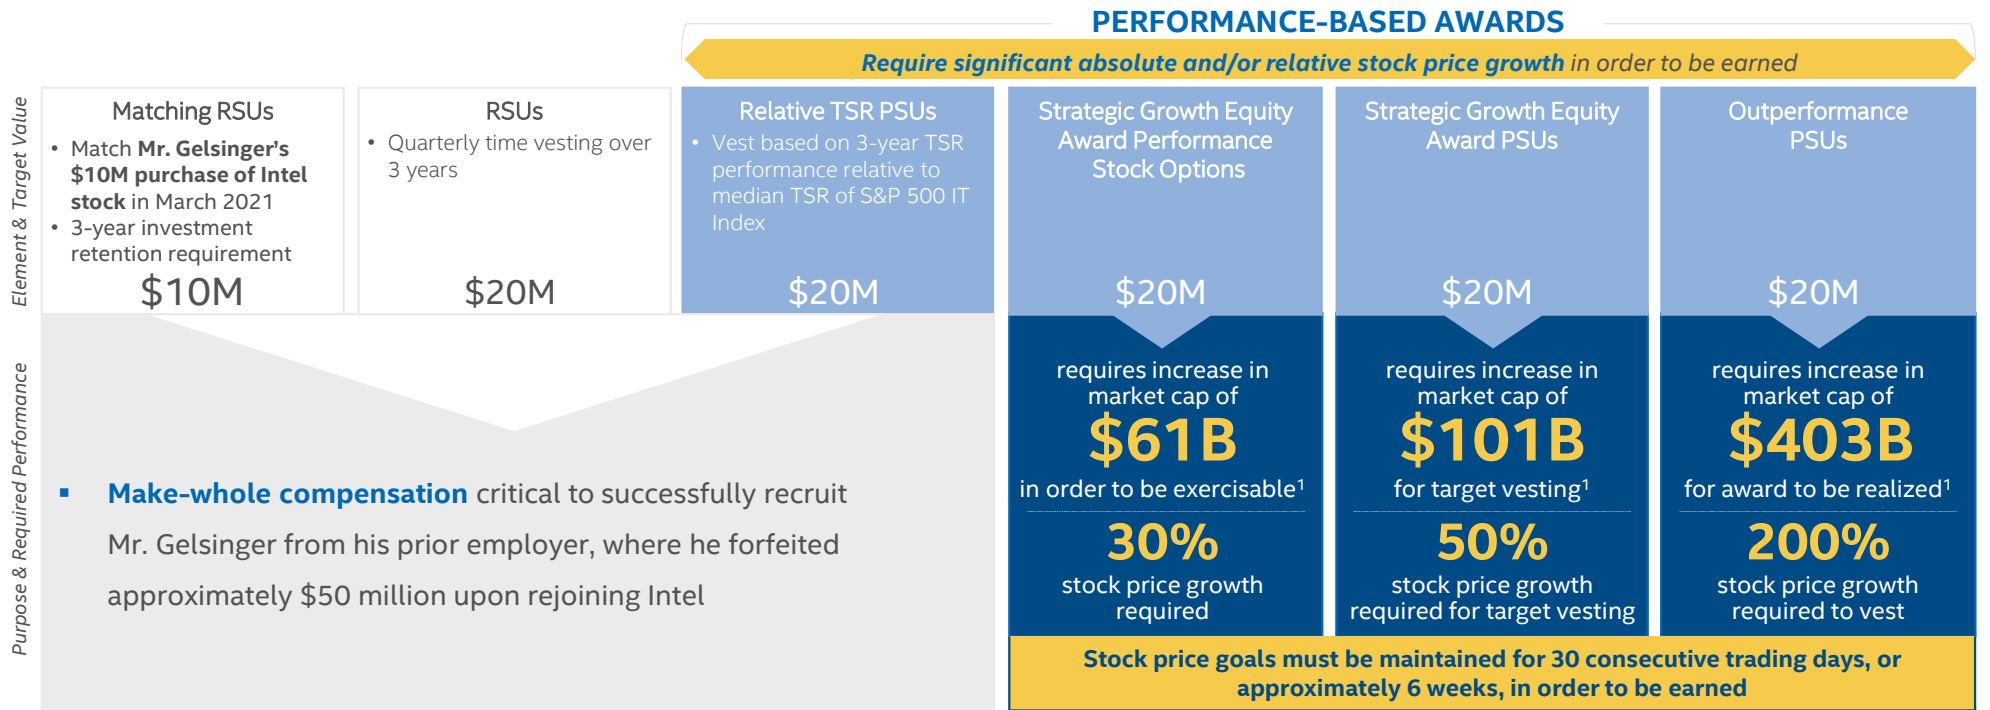 PERFORMANCE-BASED AWARDS
Require significant absolute and/or relative stock price growth in order to be earned
Element & Target Value
Matching RSUs
• Match Mr. Gelsinger's
$10M purchase of Intel
stock in March 2021
• 3-year investment
retention requirement
$10M
RSUs
• Quarterly time vesting over
3 years
$20M
Relative TSR PSUs
• Vest based on 3-year TSR
performance relative to
median TSR of S&P 500 IT
Index
$20M
Strategic Growth Equity
Award Performance
Stock Options
$20M
Strategic Growth Equity
Award PSUs
$20M
Outperformance
PSUs
$20M
Purpose & Required Performance
▪ Make-whole compensation critical to successfully recruit
Mr. Gelsinger from his prior employer, where he forfeited
approximately $50 million upon rejoining Intel
requires increase in
market cap of
$61B
in order to be exercisable¹
30%
stock price growth
required
requires increase in
market cap of
$101B
for target vesting¹
50%
stock price growth
required for target vesting
requires increase in
market cap of
$403B
for award to be realized¹
200%
stock price growth
required to vest
Stock price goals must be maintained for 30 consecutive trading days, or
approximately 6 weeks, in order to be earned